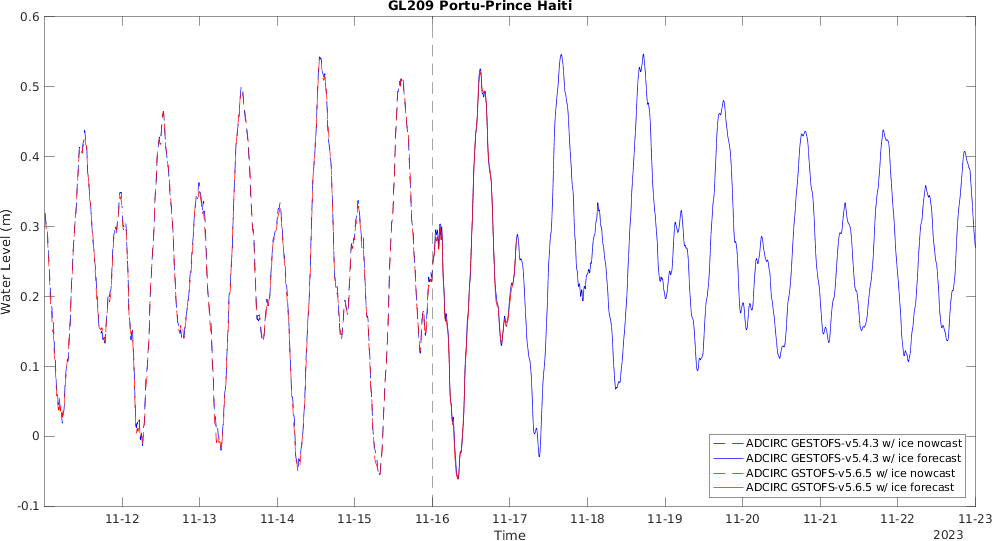 GL209 Portu-Prince Haiti
0.6
0.5
0.4
0.3
0.2
0.1
0
-0.1
Water Level (m)
11-12 11-13 11-14 11-15 11-16 11-17 11-18 11-19 11-20 11-21 11-22 11-23
Time
2023
ADCIRC GESTOFS-v5.4.3 w/ ice nowcast
ADCIRC GESTOFS-v5.4.3 w/ ice forecast
ADCIRC GSTOFS-v5.6.5 w/ ice nowcast
ADCIRC GSTOFS-v5.6.5 w/ ice forecast